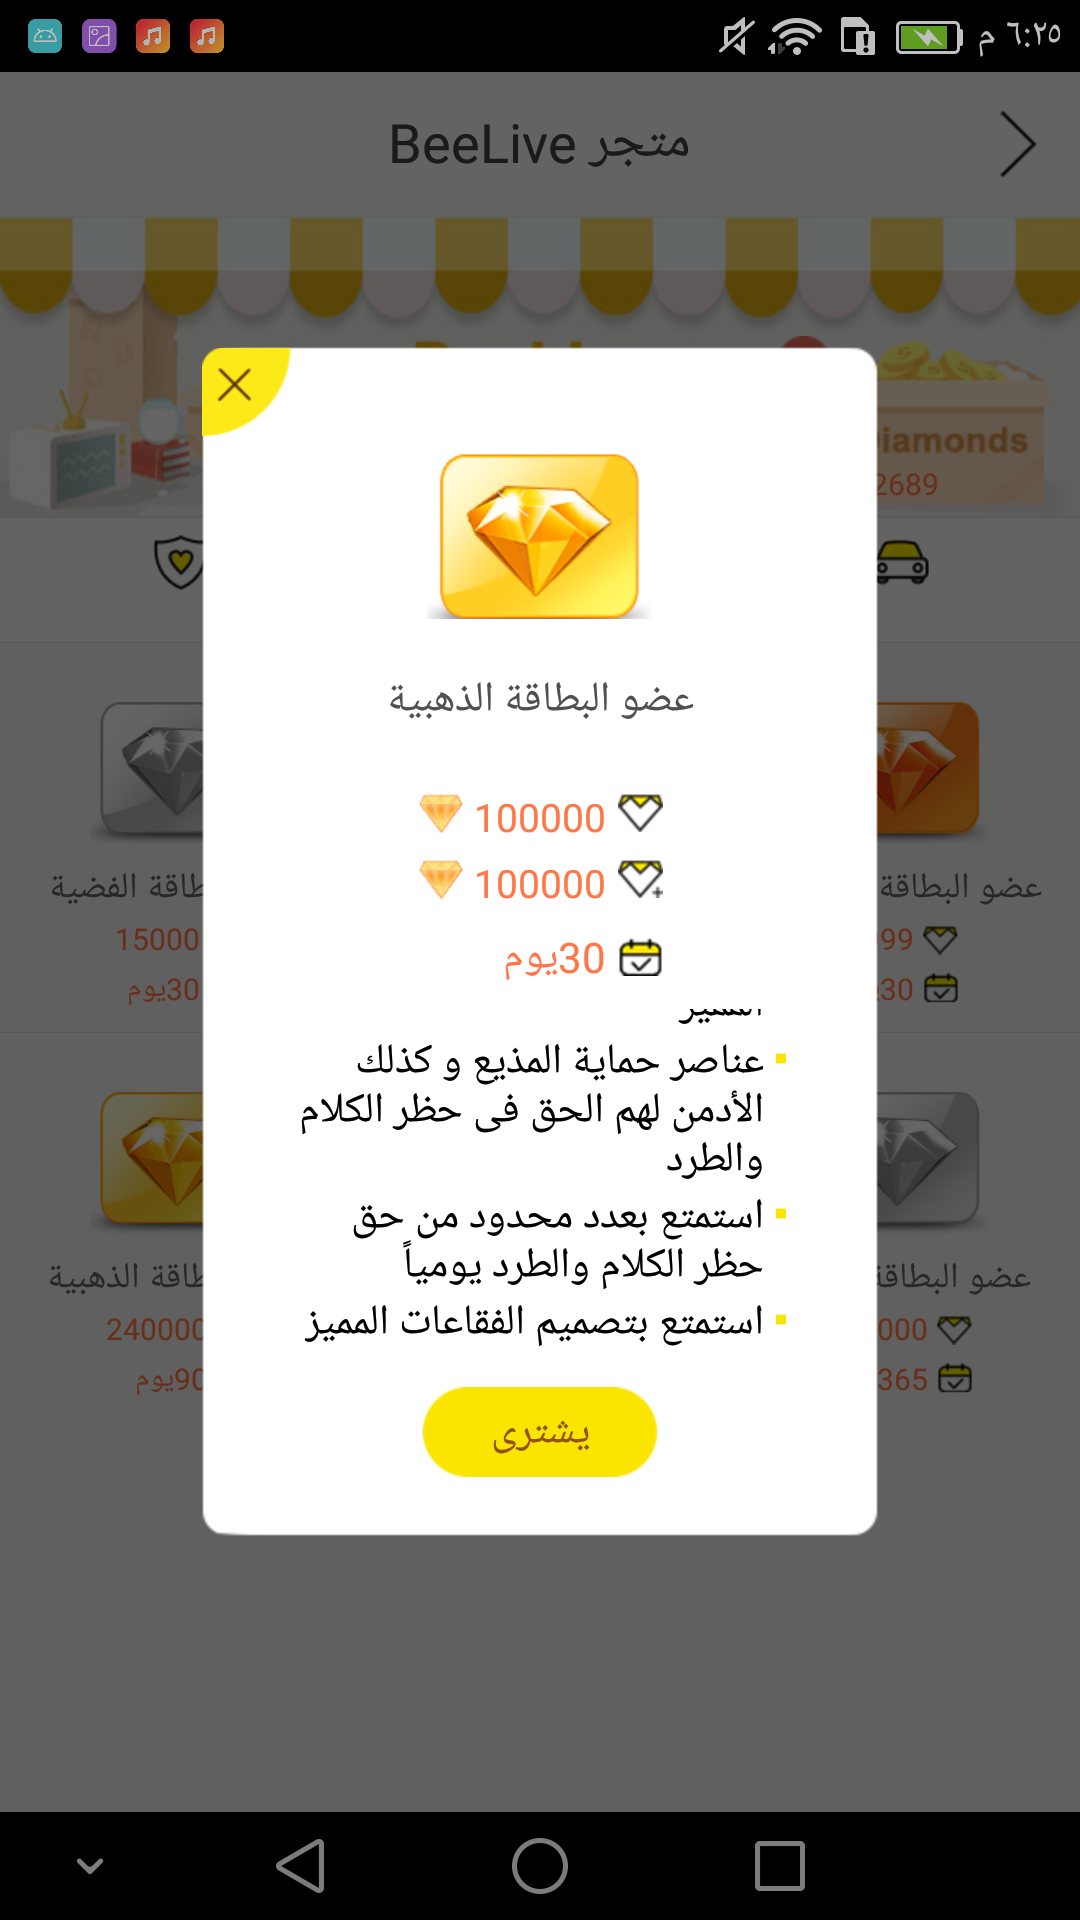 ٦:٢٥ م
متجر BeeLive
Diamonds
2689
عضو البطاقة الذهبية
100000
100000
30يوم
المميز
عناصر حماية المذيع و كذلك
الأدمن لهم الحق فى حظر الكلام
والطرد
استمتع بعدد محدود من حق
حظر الكلام والطرد يومياً
استمتع بتصميم الفقاعات المميز
يشترى
عضو البطاقة
99
30
طاقة الفضية
15000
30يوم
عضو البطاقة
000
365
طاقة الذهبية
240000
90يوم